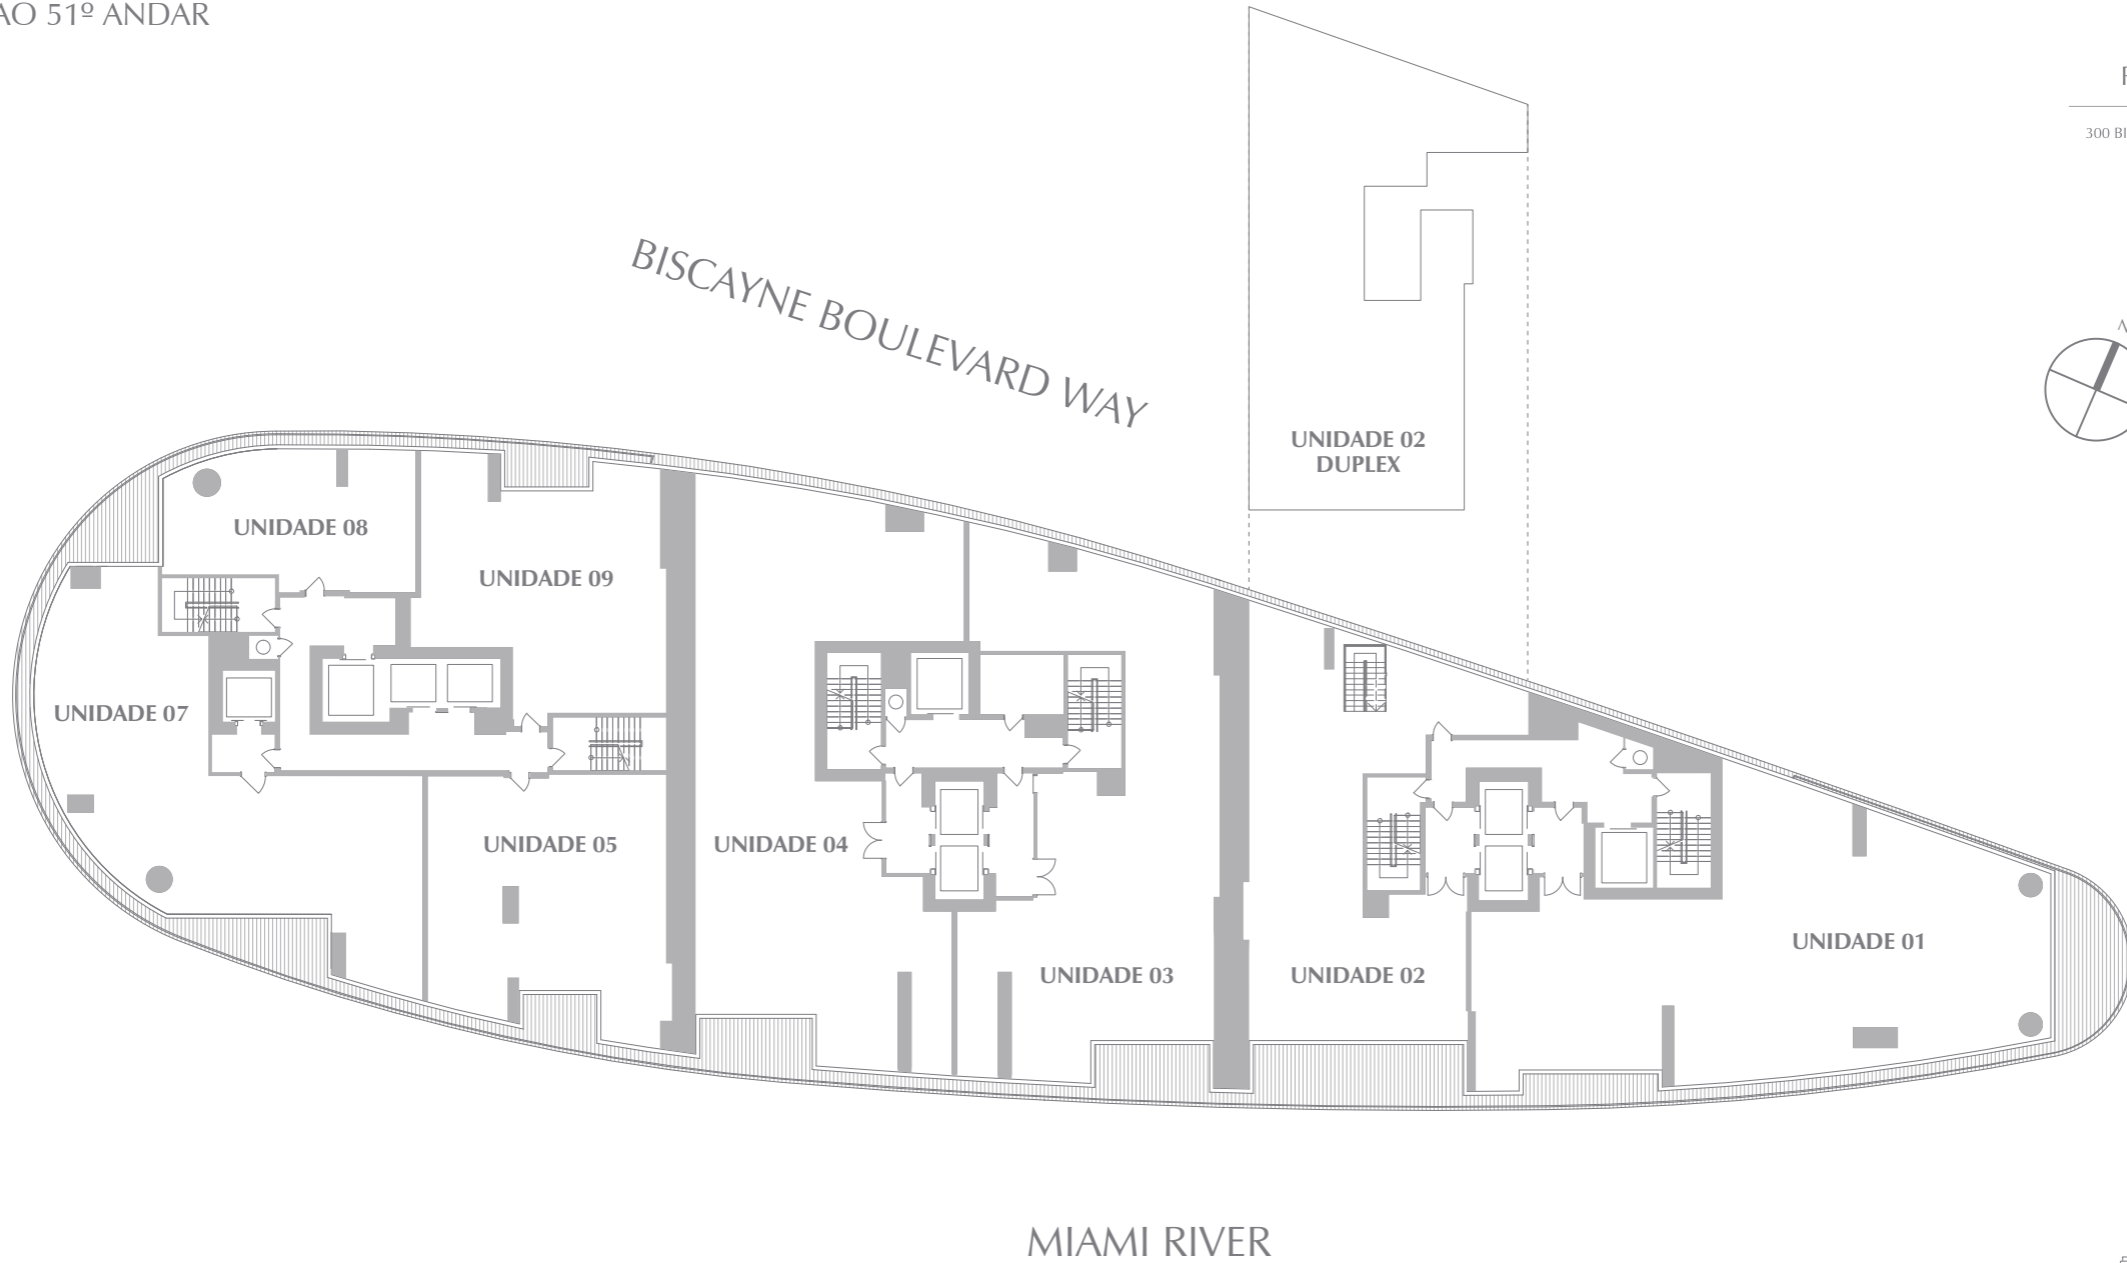 AO 51º ANDAR
300 BI
BISCAYNE BOULEVARD WAY
UNIDADE 02
DUPLEX
UNIDADE 08
UNIDADE 09
UNIDADE 07
UNIDADE 05
UNIDADE 04
UNIDADE 03
UNIDADE 02
UNIDADE 01
MIAMI RIVER